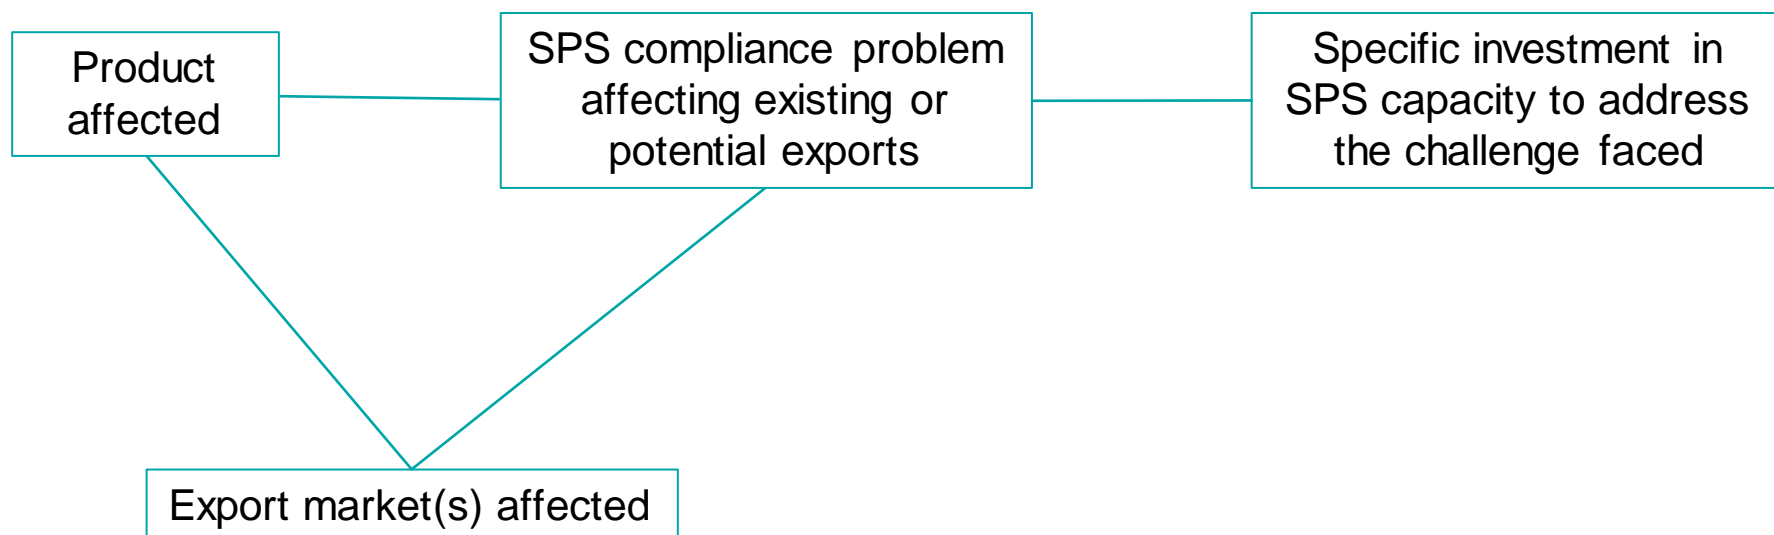 Product
affected
SPS compliance problem
affecting existing or
potential exports
Specific investment in
SPS capacity to address
the challenge faced
Export market(s) affected